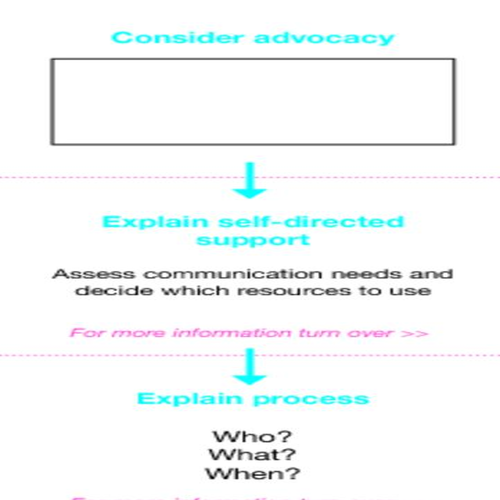 Consider advocacy
Explain self-directed
support
Assess communication needs and
decide which resources to use
For more information turn over >>
Explain process
Who?
What?
When?